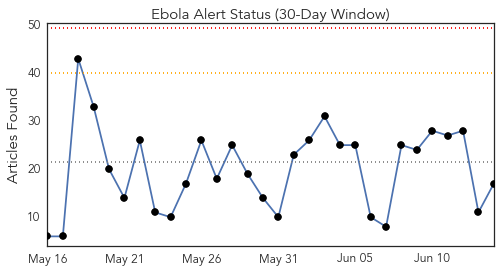 Ebola Alert Status (30-Day Window)
Articles Found
50
40
30
20
10
May 16 May 21 May 26 May 31 Jun 05 Jun 10